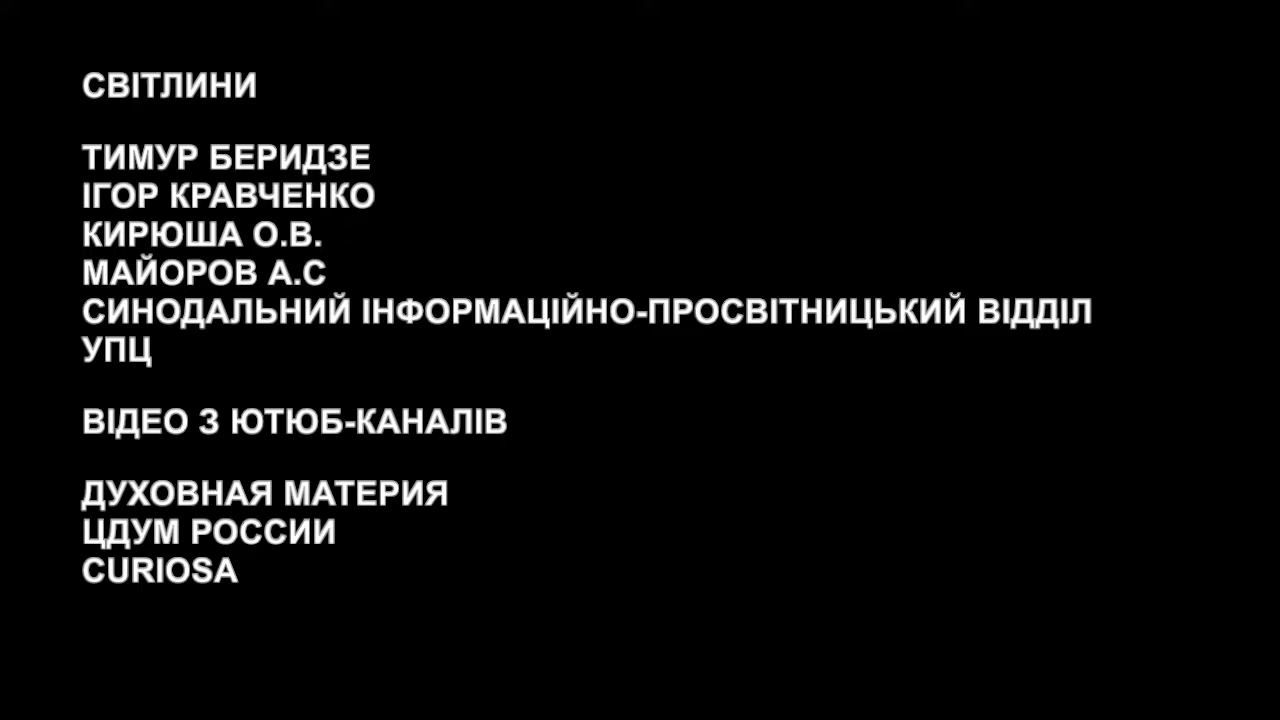 СВІТЛИНИ
ТИМУР БЕРИДЗЕ
ІГОР КРАВЧЕНКО
КИРЮША О.В.
МАЙОРОВ А.С
СИНОДАЛЬНИЙ ІНФОРМАЦІЙНО-ПРОСВІТНИЦЬКИЙ ВІДДІЛ
УПЦ
ВІДЕО З ЮТЮБ-КАНАЛІВ
ДУХОВНАЯ МАТЕРИЯ
ЦДУМ РОССИИ
CURIOSA